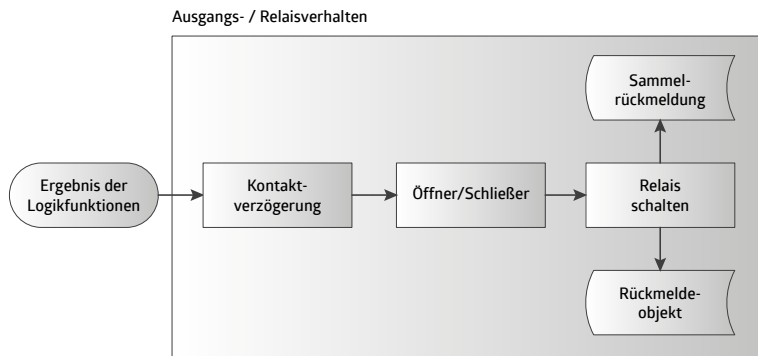 Ausgangs- / Relaisverhalten
Sammel-
rückmeldung
Ergebnis der
Logikfunktionen
Kontakt-
verzögerung
Öffner/Schließer
Relais
schalten
Rückmelde-
objekt